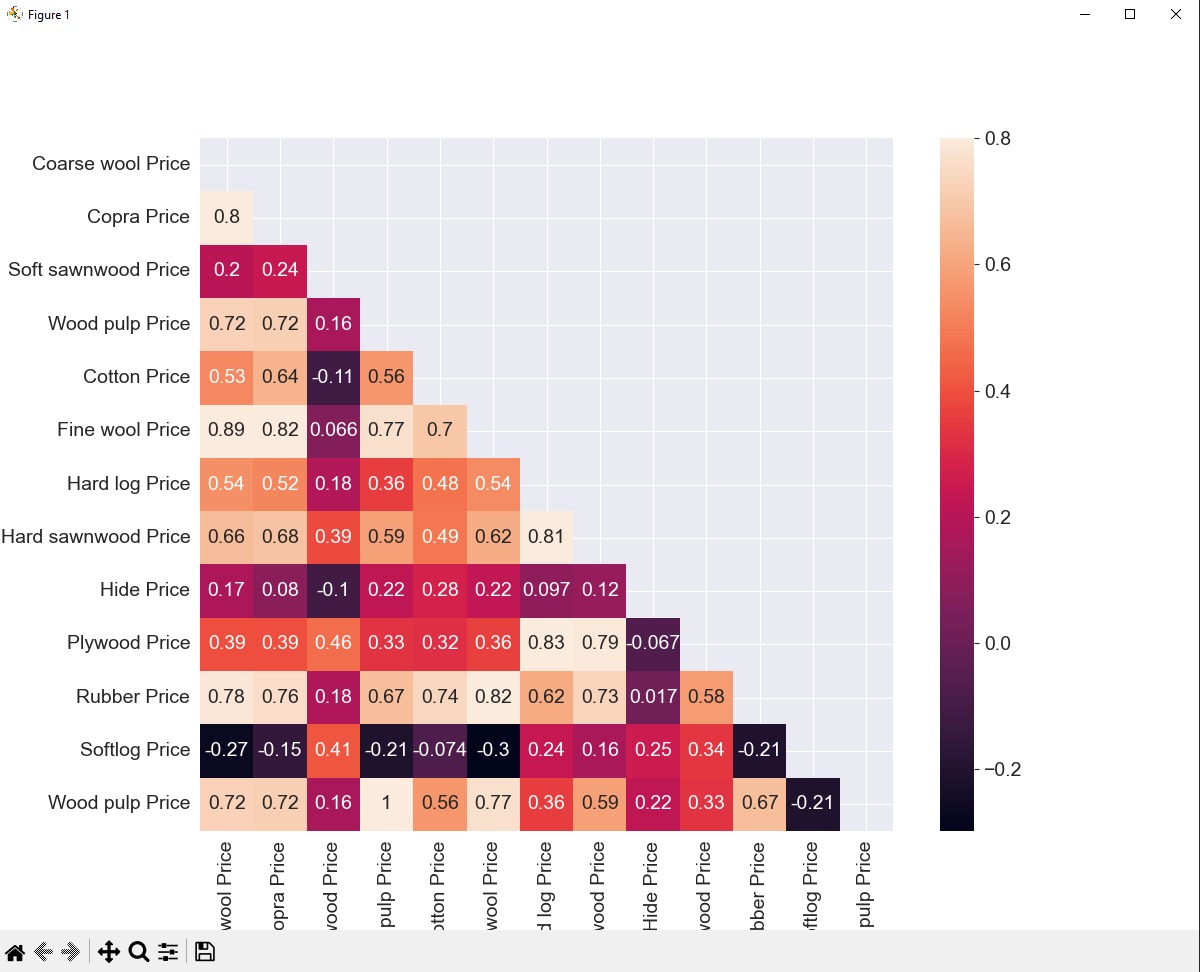 Figure 1
0.8
Coarse wool Price
Copra Price 0.8
Soft sawnwood Price 0.2 0.24
0.6
Wood pulp Price 0.72 0.72 0.16
Cotton Price 0.53 0.64 -0.11 0.56
0.4
Fine wool Price 0.89 0.82 0.066 0.77 0.7
Hard log Price 0.54 0.52 0.18 0.36 0.48 0.54
0.2
Hard sawnwood Price 0.66 0.68 0.39 0.59 0.49 0.62 0.81
Hide Price 0.17 0.08 -0.1 0.22 0.28 0.22 0.097 0.12
Plywood Price 0.39 0.39 0.46 0.33 0.32 0.36 0.83 0.79 -0.067
0.0
Rubber Price 0.78 0.76 0.18 0.67 0.74 0.82 0.62 0.73 0.017 0.58
Softlog Price -0.27 -0.15 0.41 -0.21 -0.074 -0.3 0.24 0.16 0.25 0.34 -0.21
−0.2
Wood pulp Price 0.72 0.72 0.16 1 0.56 0.77 0.36 0.59 0.22 0.33 0.67 -0.21
wool Price
opra Price
wood Price
pulp Price
otton Price
wool Price
d log Price
wood Price
Hide Price
wood Price
bber Price
ftlog Price
pulp Price